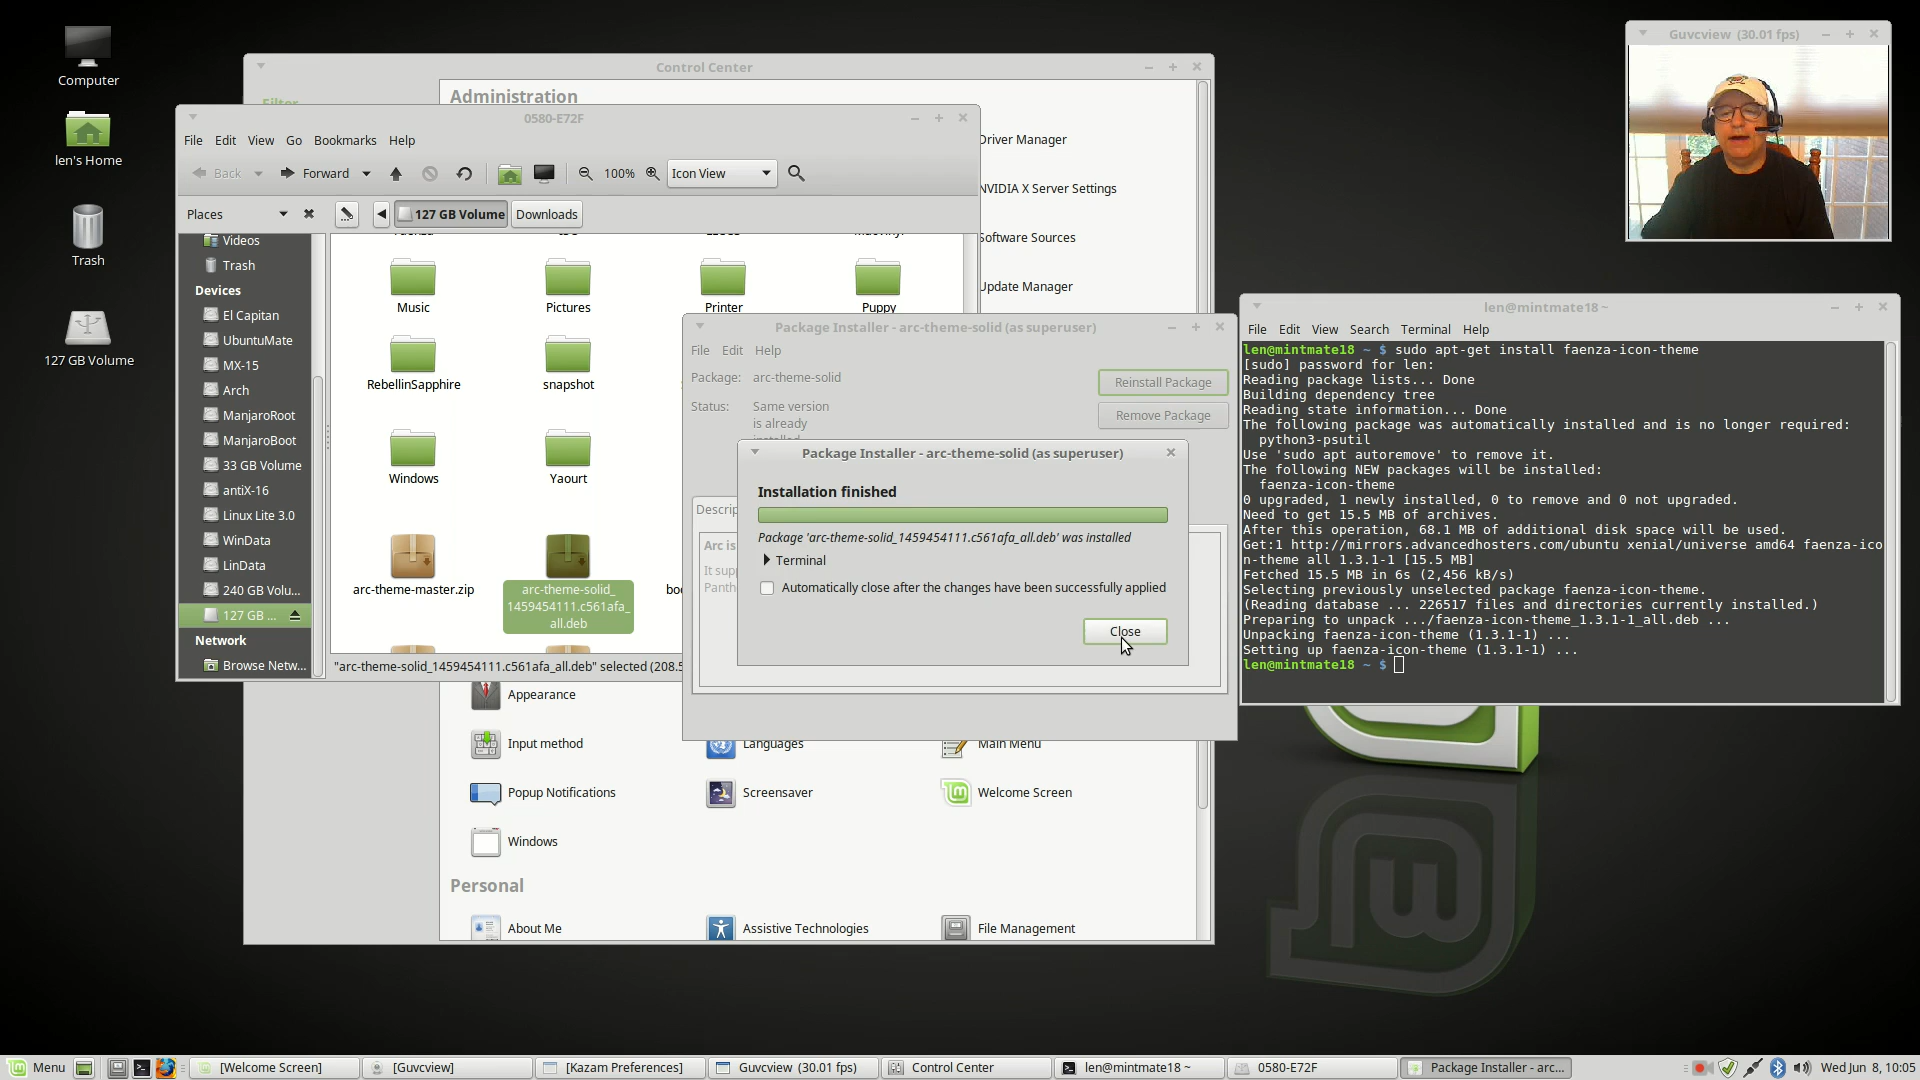 Computer
len's Home
Trash
127 GB Volume
Control Center
Filter
Administration
Driver Manager
NVIDIA X Server Settings
Software Sources
Update Manager
0580-E72F
File Edit View Go Bookmarks Help
Back Forward 100% Icon View
Places 127 GB Volume Downloads
Videos
Trash
Devices
El Capitan
UbuntuMate
MX-15
Arch
ManjaroRoot
ManjaroBoot
33 GB Volume
antiX-16
Linux Lite 3.0
WinData
LinData
240 GB Volu...
127 GB ...
Network
Browse Netw...
Music Pictures Printer Puppy
RebellinSapphire snapshot
Windows Yaourt
arc-theme-master.zip
arc-theme-solid_
1459454111.c561afa_
all.deb
boo
"arc-theme-solid_1459454111.c561afa_all.deb" selected (208.5
Appearance
Input method Languages Main Menu
Popup Notifications Screensaver Welcome Screen
Windows
Personal
About Me Assistive Technologies File Management
Package Installer - arc-theme-solid (as superuser)
File Edit Help
Package: arc-theme-solid Reinstall Package
Status: Same version
is already
installed
Remove Package
Descrip
Arc is
It supp
Panth
Package Installer - arc-theme-solid (as superuser)
Installation finished
Package 'arc-theme-solid_1459454111.c561afa_all.deb' was installed
Terminal
Automatically close after the changes have been successfully applied
Close
Guvcview (30.01 fps)
len@mintmate18 ~
File Edit View Search Terminal Help
len@mintmate18 ~ $ sudo apt-get install faenza-icon-theme
[sudo] password for len:
Reading package lists... Done
Building dependency tree
Reading state information... Done
The following package was automatically installed and is no longer required:
python3-psutil
Use 'sudo apt autoremove' to remove it.
The following NEW packages will be installed:
faenza-icon-theme
0 upgraded, 1 newly installed, 0 to remove and 0 not upgraded.
Need to get 15.5 MB of archives.
After this operation, 68.1 MB of additional disk space will be used.
Get:1 http://mirrors.advancedhosters.com/ubuntu xenial/universe amd64 faenza-ico
n-theme all 1.3.1-1 [15.5 MB]
Fetched 15.5 MB in 6s (2,456 kB/s)
Selecting previously unselected package faenza-icon-theme.
(Reading database ... 226517 files and directories currently installed.)
Preparing to unpack .../faenza-icon-theme_1.3.1-1_all.deb ...
Unpacking faenza-icon-theme (1.3.1-1) ...
Setting up faenza-icon-theme (1.3.1-1) ...
len@mintmate18 ~ $
Menu [Welcome Screen] [Guvcview] [Kazam Preferences] Guvcview (30.01 fps) Control Center len@mintmate18 ~ 0580-E72F Package Installer - arc... Wed Jun 8, 10:05